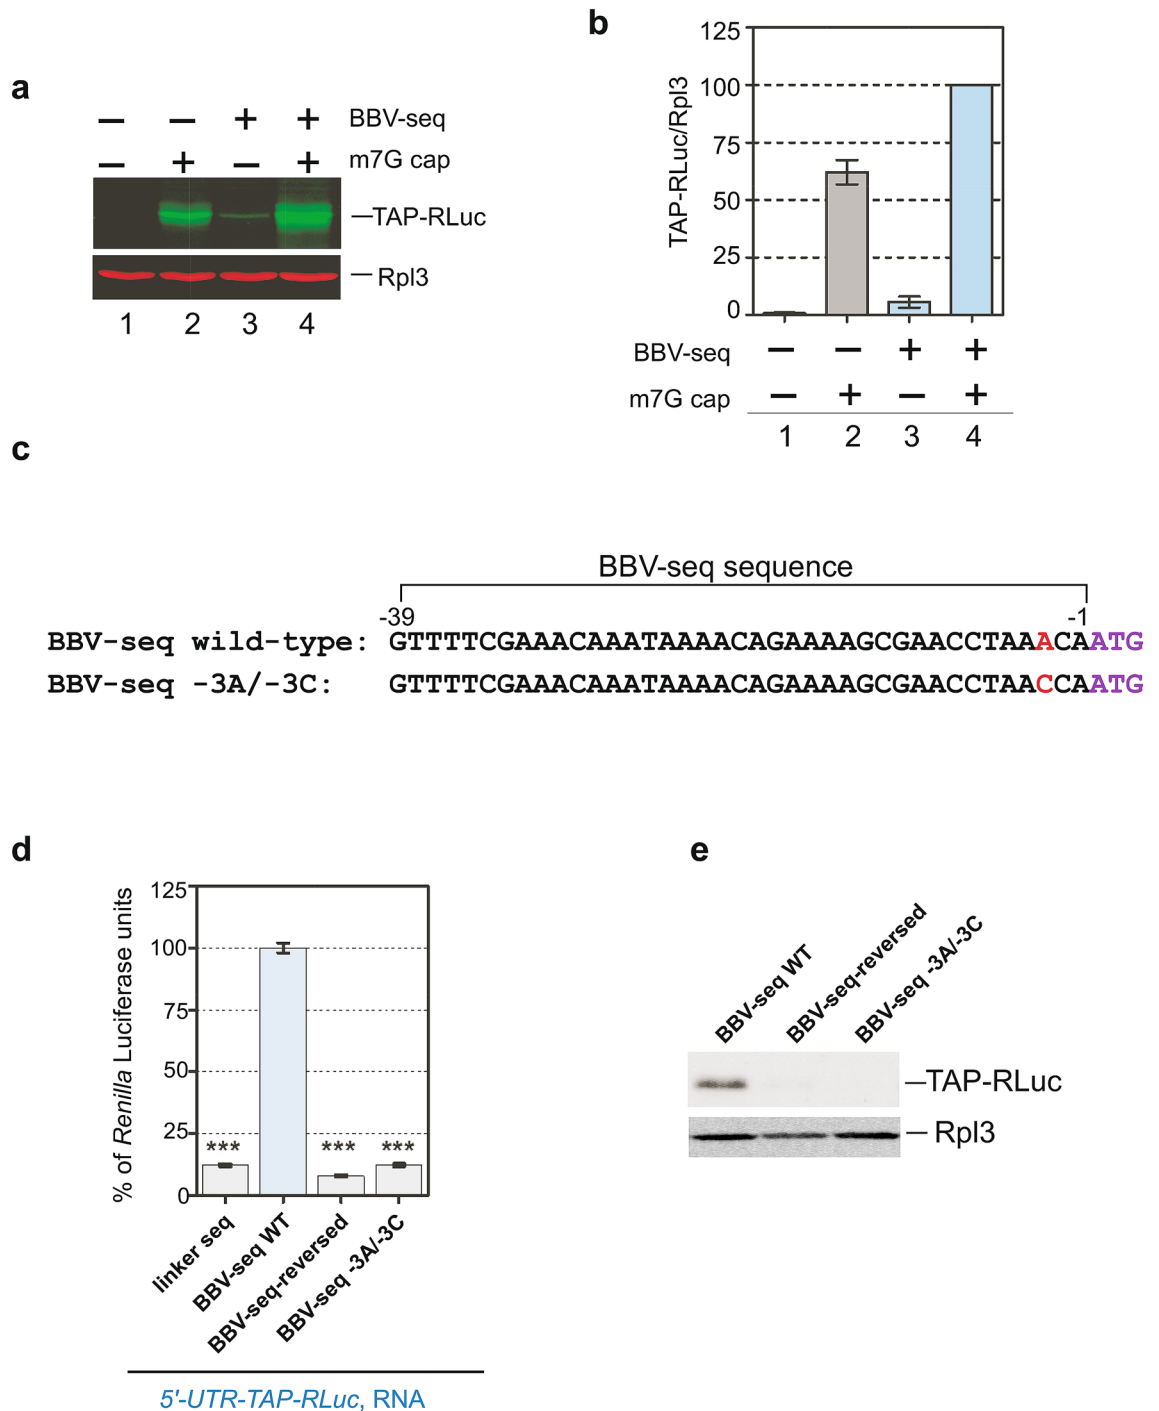 a
− − + + BBV-seq
− + − + m7G cap
TAP-RLuc
Rpl3
1 2 3 4
b
TAP-RLuc/Rpl3
125
100
75
50
25
0
BBV-seq − − + +
m7G cap − + − +
1 2 3 4
c
BBV-seq sequence
-39 -1
BBV-seq wild-type: GTTTTCGAAACAAATAAAACAGAAAAGCGAACCTAAACAATG
BBV-seq -3A/-3C: GTTTTCGAAACAAATAAAACAGAAAAGCGAACCTAACCAATG
d
% of Renilla Luciferase units
125
100
75
50
25
0
*** *** ***
linker seq
BBV-seq WT
BBV-seq-reversed
BBV-seq -3A/-3C
5'-UTR-TAP-RLuc, RNA
e
BBV-seq WT
BBV-seq-reversed
BBV-seq -3A/-3C
TAP-RLuc
Rpl3